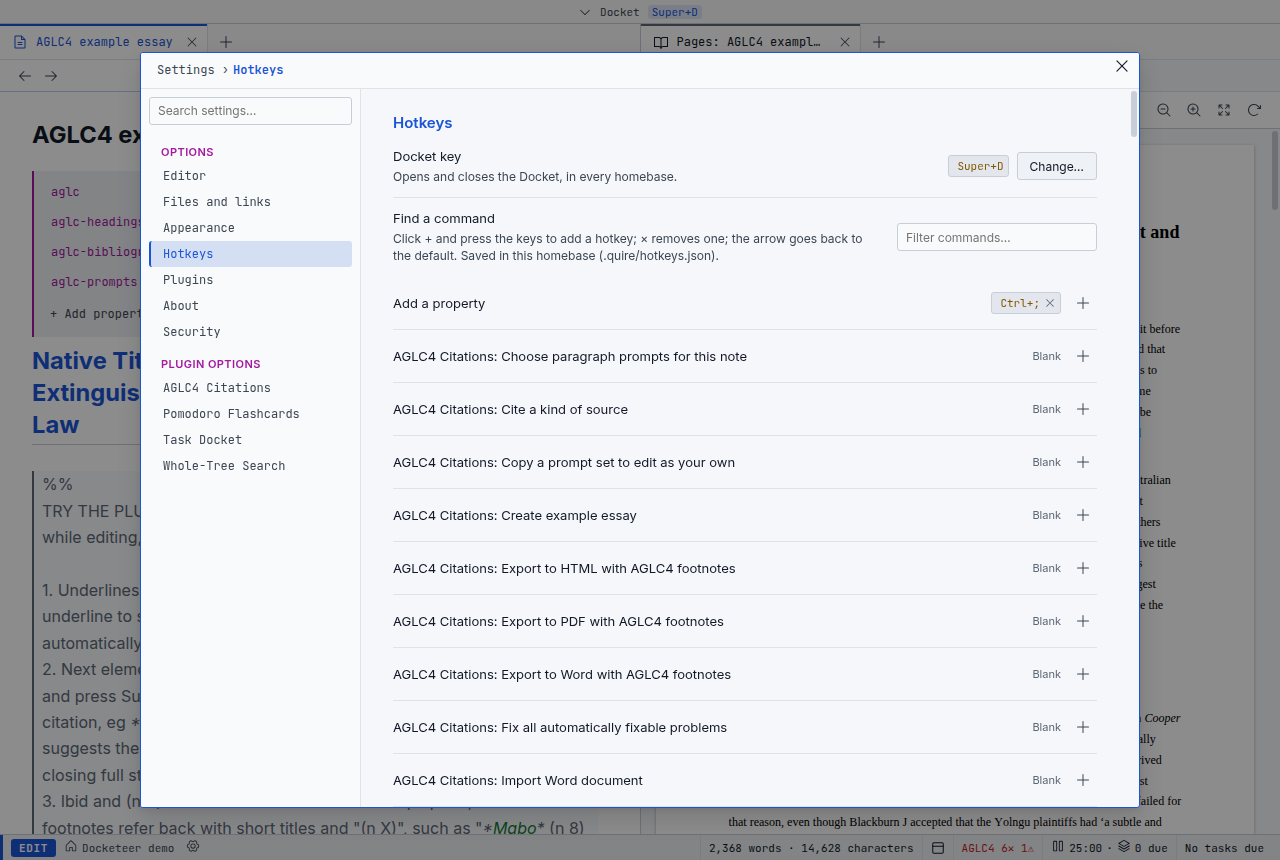 Docket Super+D
AGLC4 example essay
Pages: AGLC4 exampl…
Settings › Hotkeys
Search settings...
OPTIONS
Editor
Files and links
Appearance
Hotkeys
Plugins
About
Security
PLUGIN OPTIONS
AGLC4 Citations
Pomodoro Flashcards
Task Docket
Whole-Tree Search
Hotkeys
Docket key
Opens and closes the Docket, in every homebase.
Super+D
Change...
Find a command
Click + and press the keys to add a hotkey; × removes one; the arrow goes back to
the default. Saved in this homebase (.quire/hotkeys.json).
Filter commands...
Add a property
Ctrl+;
AGLC4 Citations: Choose paragraph prompts for this note
Blank
AGLC4 Citations: Cite a kind of source
Blank
AGLC4 Citations: Copy a prompt set to edit as your own
Blank
AGLC4 Citations: Create example essay
Blank
AGLC4 Citations: Export to HTML with AGLC4 footnotes
Blank
AGLC4 Citations: Export to PDF with AGLC4 footnotes
Blank
AGLC4 Citations: Export to Word with AGLC4 footnotes
Blank
AGLC4 Citations: Fix all automatically fixable problems
Blank
AGLC4 Citations: Import Word document
Blank
AGLC4 ex
aglc
aglc-headings
aglc-bibliog
aglc-prompts
+ Add propert
Native Tit
Extinguis
Law
%%
TRY THE PLU
while editing,
1. Underlines
underline to s
automatically
2. Next eleme
and press Su
citation, eg *
suggests the
closing full st
3. Ibid and (n
footnotes refer back with short titles and "(n X)", such as "*Mabo* (n 8)
t and
it before
d that
s to
me
be
tralian
t
hers
ive title
s
gest
e the
Cooper
ally
rived
st
ailed for
that reason, even though Blackburn J accepted that the Yolngu plaintiffs had ‘a subtle and
EDIT
Docketeer demo
2,368 words · 14,628 characters
AGLC4 6× 1⚠
25:00 ·
0 due
No tasks due